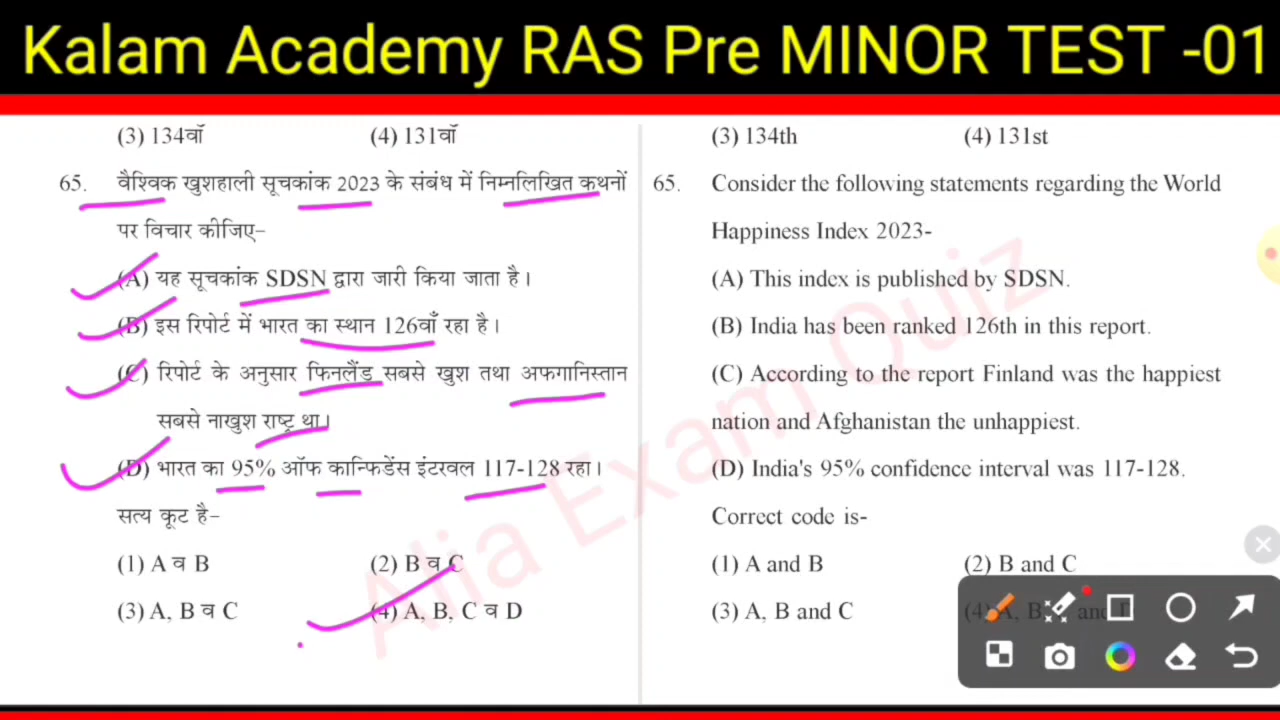 Kalam Academy RAS Pre MINOR TEST -01
(3) 134वॉ (4) 131वॉ
65. वैश्विक खुशहाली सूचकांक 2023 के संबंध में निम्नलिखित कथनों
पर विचार कीजिए–
(A) यह सूचकांक SDSN द्वारा जारी किया जाता है।
(B) इस रिपोर्ट में भारत का स्थान 126वाँ रहा है।
(C) रिपोर्ट के अनुसार फिनलैंड सबसे खुश तथा अफगानिस्तान
सबसे नाखुश राष्ट्र था।
(D) भारत का 95% ऑफ कान्फिडेंस इंटरवल 117-128 रहा।
सत्य कूट है–
(1) A व B (2) B व C
(3) A, B व C (4) A, B, C व D
(3) 134th (4) 131st
65. Consider the following statements regarding the World
Happiness Index 2023-
(A) This index is published by SDSN.
(B) India has been ranked 126th in this report.
(C) According to the report Finland was the happiest
nation and Afghanistan the unhappiest.
(D) India's 95% confidence interval was 117-128.
Correct code is-
(1) A and B (2) B and C
(3) A, B and C (4) A, B, and D
Alia Exam Quiz